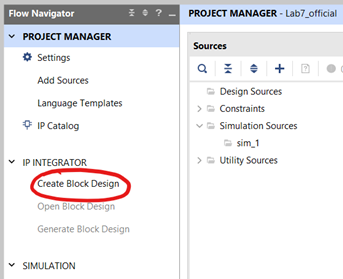 Flow Navigator
PROJECT MANAGER
Settings
Add Sources
Language Templates
IP Catalog
IP INTEGRATOR
Create Block Design
Open Block Design
Generate Block Design
SIMULATION
PROJECT MANAGER - Lab7_official
Sources
Design Sources
Constraints
Simulation Sources
sim_1
Utility Sources